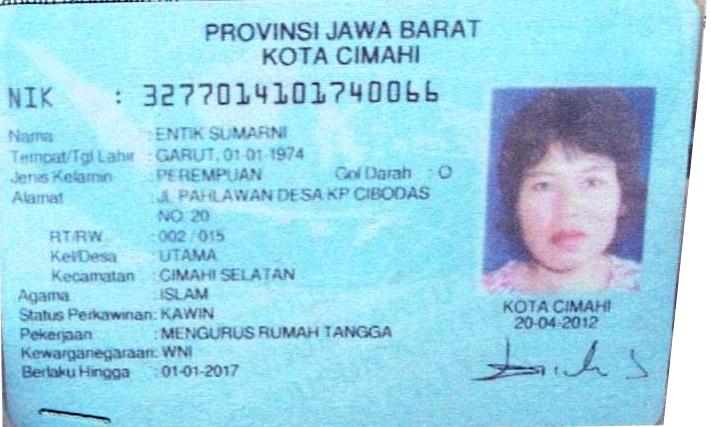 PROVINSI JAWA BARAT
KOTA CIMAHI
NIK : 3277014101740066
Nama : ENTIK SUMARNI
Tempat/Tgl Lahir : GARUT, 01-01-1974
Jenis Kelamin : PEREMPUAN Gol Darah : O
Alamat : JL PAHLAWAN DESA KP CIBODAS
NO. 20
RT/RW : 002 / 015
Kel/Desa : UTAMA
Kecamatan : CIMAHI SELATAN
Agama : ISLAM
Status Perkawinan: KAWIN
Pekerjaan : MENGURUS RUMAH TANGGA
Kewarganegaraan: WNI
Berlaku Hingga : 01-01-2017
KOTA CIMAHI
20-04-2012